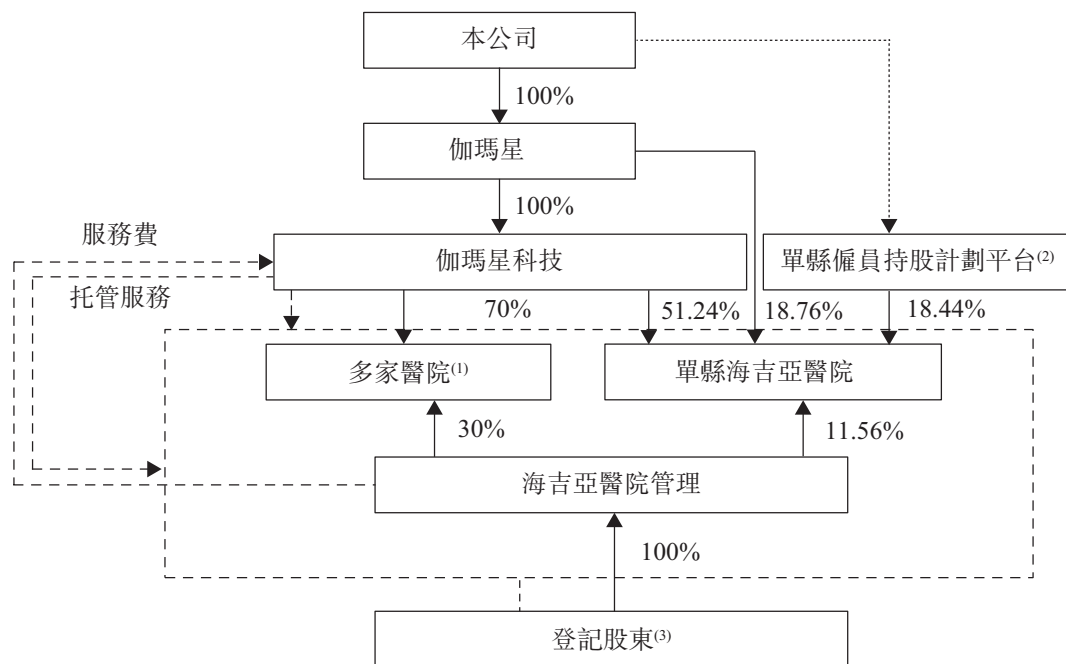 本公司
100%
伽瑪星
100%
服務費
伽瑪星科技
單縣僱員持股計劃平台(2)
托管服務
70%
51.24%
18.76%
18.44%
多家醫院(1)
單縣海吉亞醫院
30%
11.56%
海吉亞醫院管理
100%
登記股東(3)